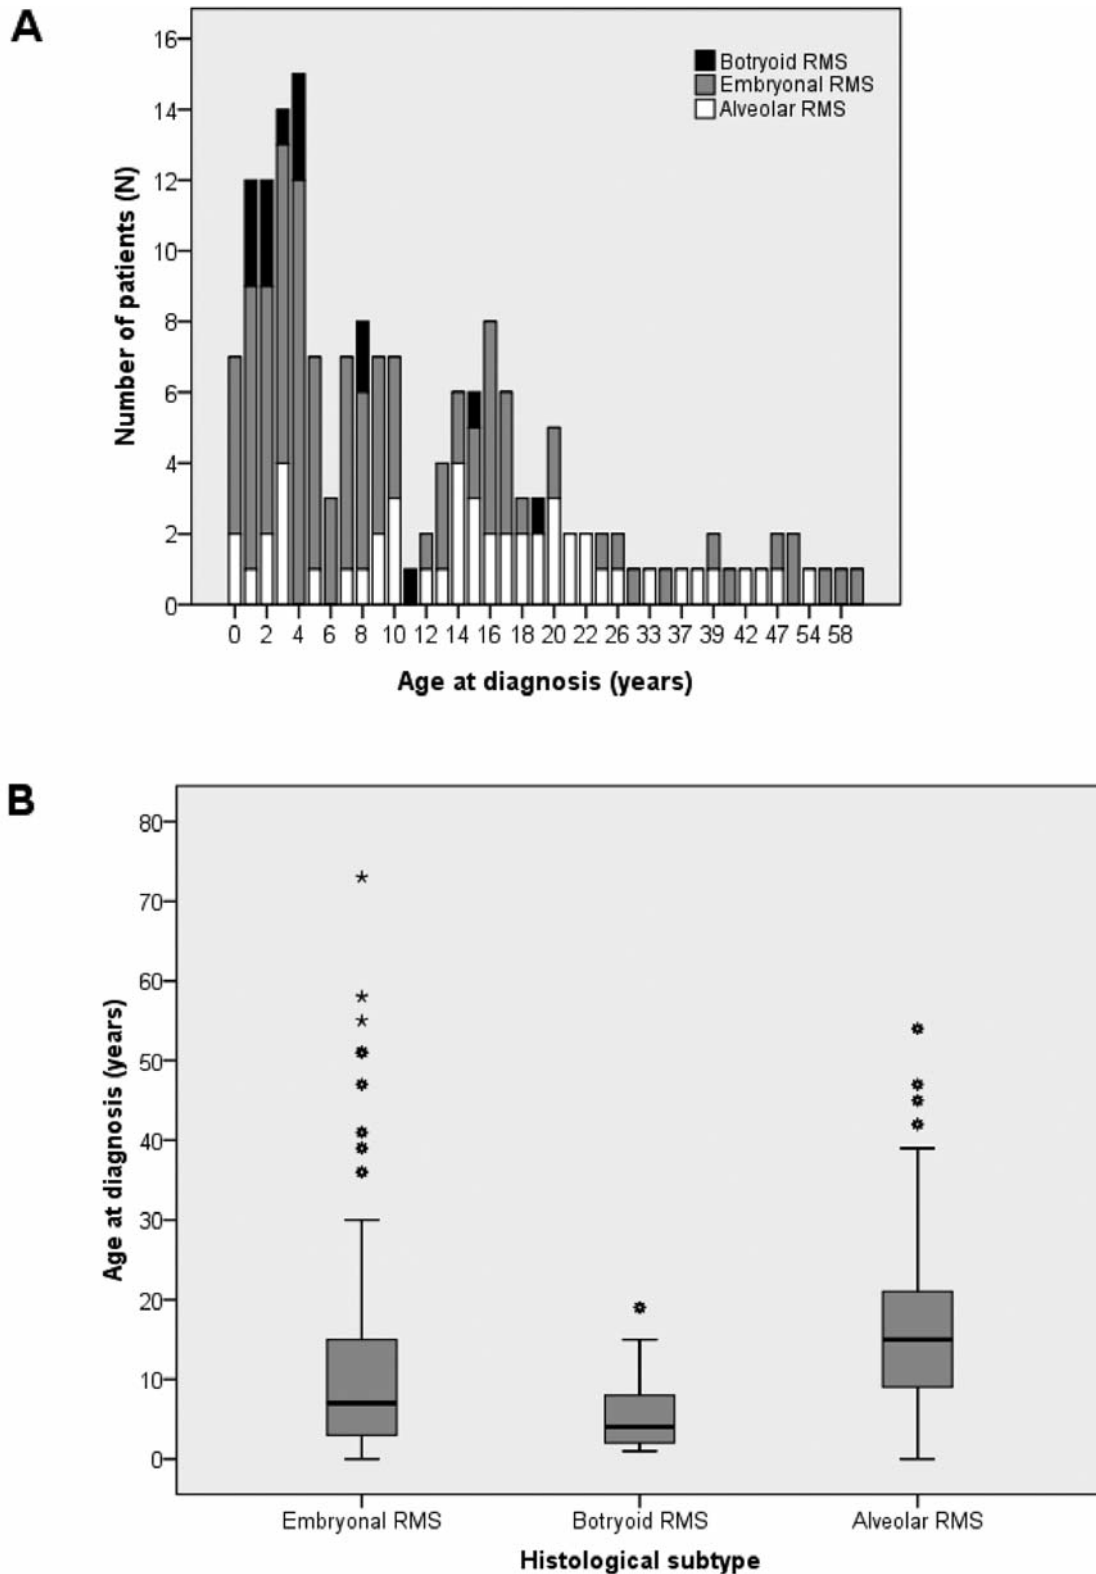 A
16
14
12
10
8
6
4
2
0
Number of patients (N)
Botryoid RMS
Embryonal RMS
Alveolar RMS
0 2 4 6 8 10 12 14 16 18 20 22 26 33 37 39 42 47 54 58
Age at diagnosis (years)
B
80
70
60
50
40
30
20
10
0
Age at diagnosis (years)
Embryonal RMS Botryoid RMS Alveolar RMS
Histological subtype